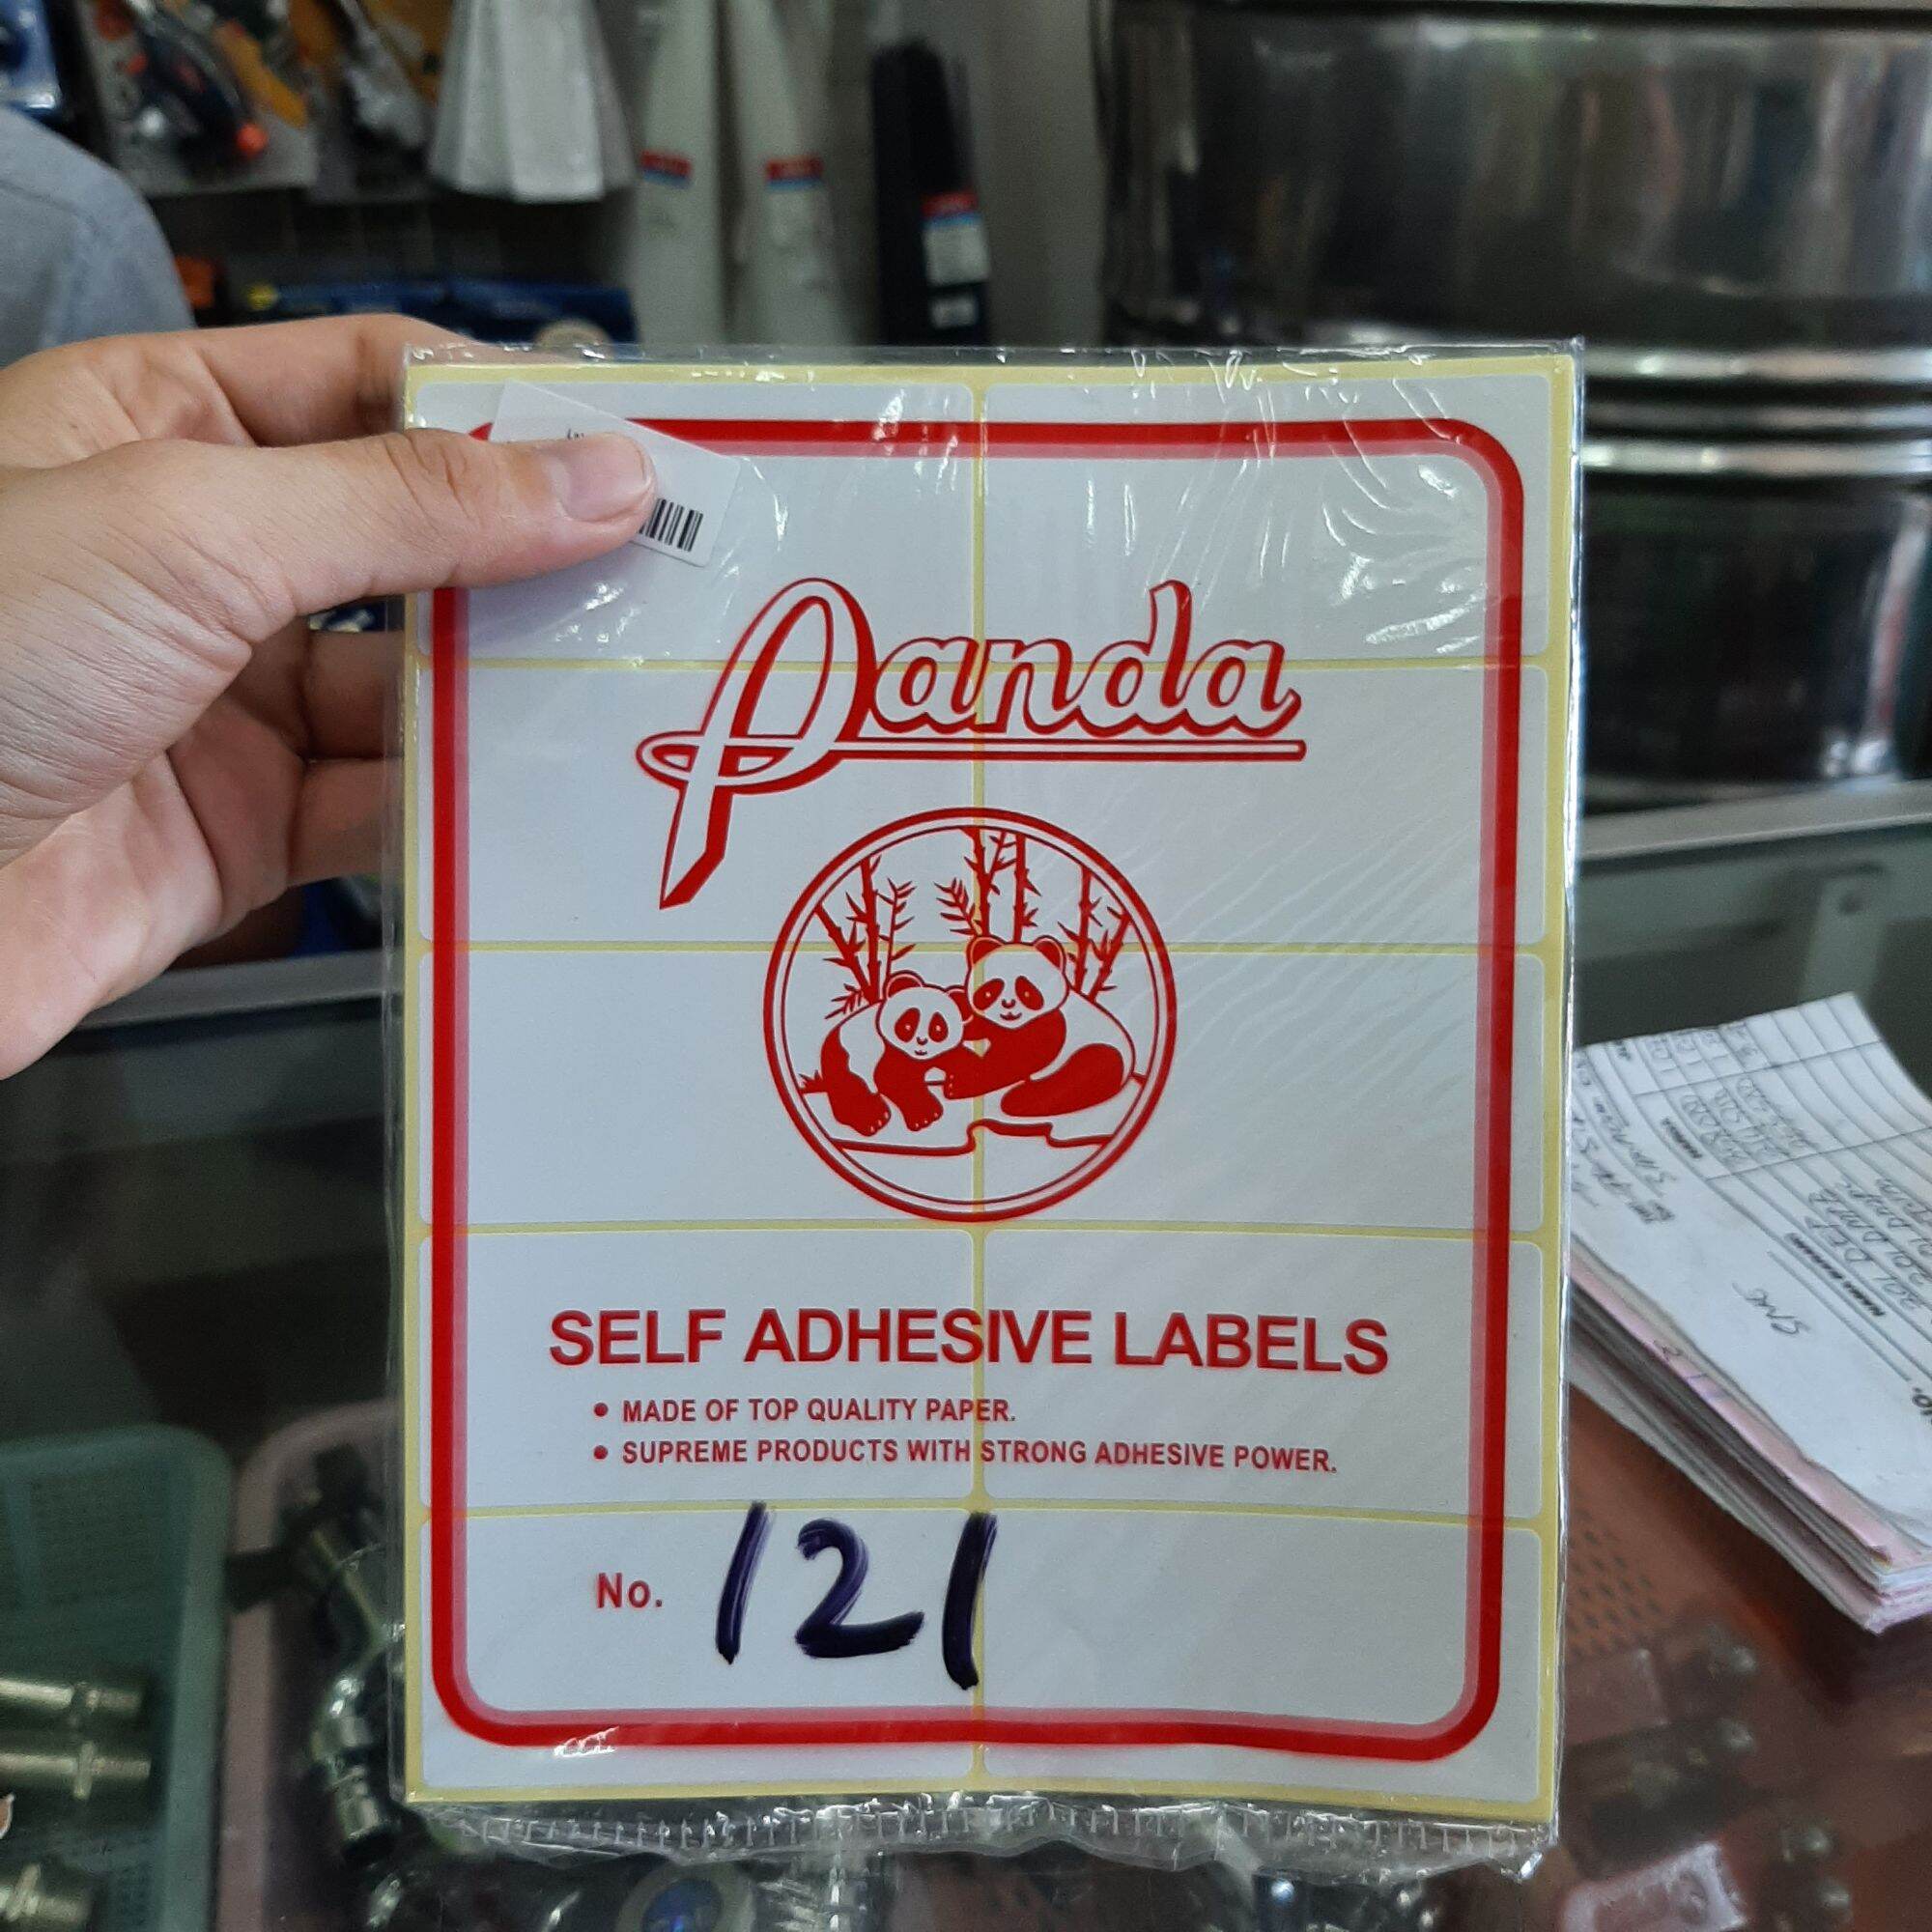 Panda
SELF ADHESIVE LABELS
• MADE OF TOP QUALITY PAPER.
• SUPREME PRODUCTS WITH STRONG ADHESIVE POWER.
No. 121